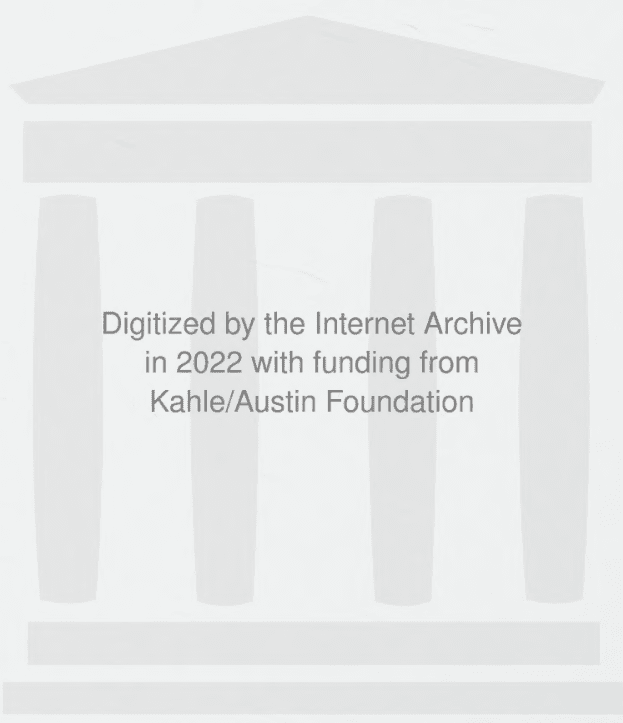 Digitized by the Internet Archive
in 2022 with funding from
Kahle/Austin Foundation